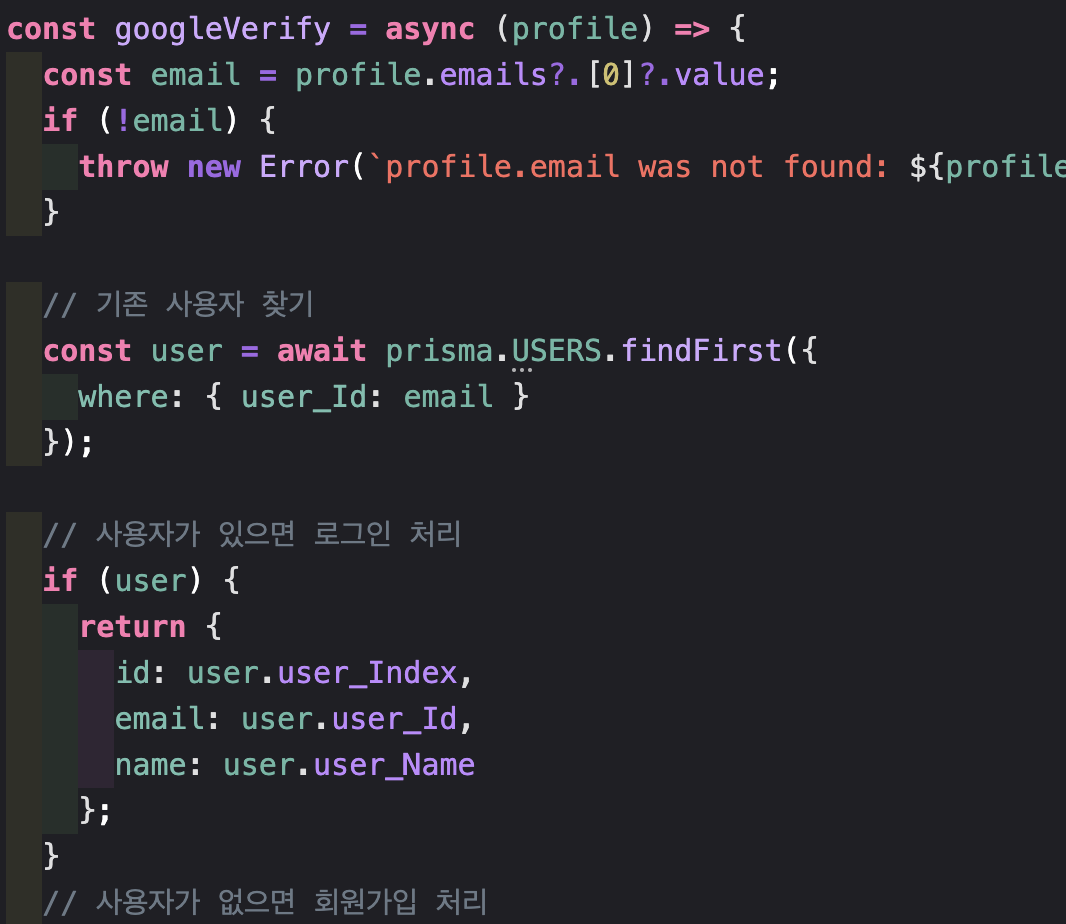 const googleVerify = async (profile) => {
const email = profile.emails?.[0]?.value;
if (!email) {
throw new Error(`profile.email was not found: ${profile
}
// 기존 사용자 찾기
const user = await prisma.USERS.findFirst({
where: { user_Id: email }
});
// 사용자가 있으면 로그인 처리
if (user) {
return {
id: user.user_Index,
email: user.user_Id,
name: user.user_Name
};
}
// 사용자가 없으면 회원가입 처리